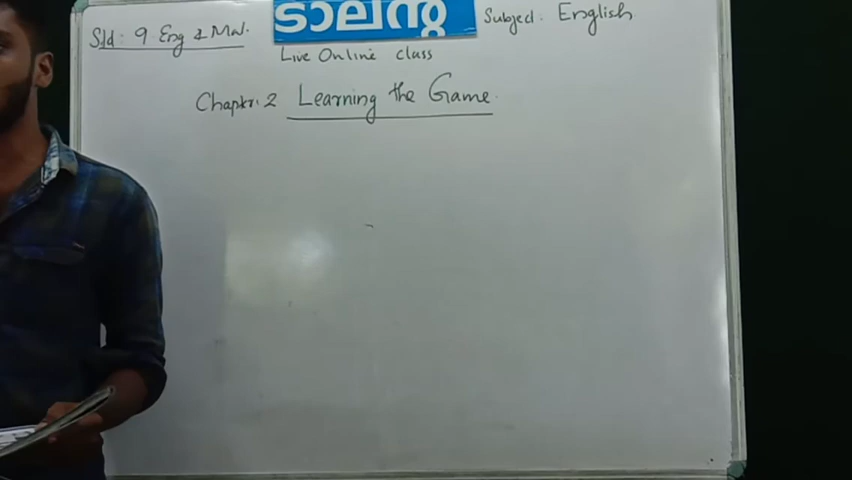 Std: 9 Eng & Mal.
Subject: English
Live Online class
Chapter: 2 Learning the Game